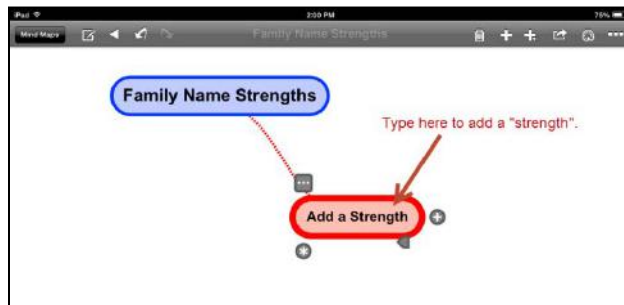 iPad 2:00 PM 75%
Mind Maps Family Name Strengths
Family Name Strengths
Type here to add a "strength".
Add a Strength